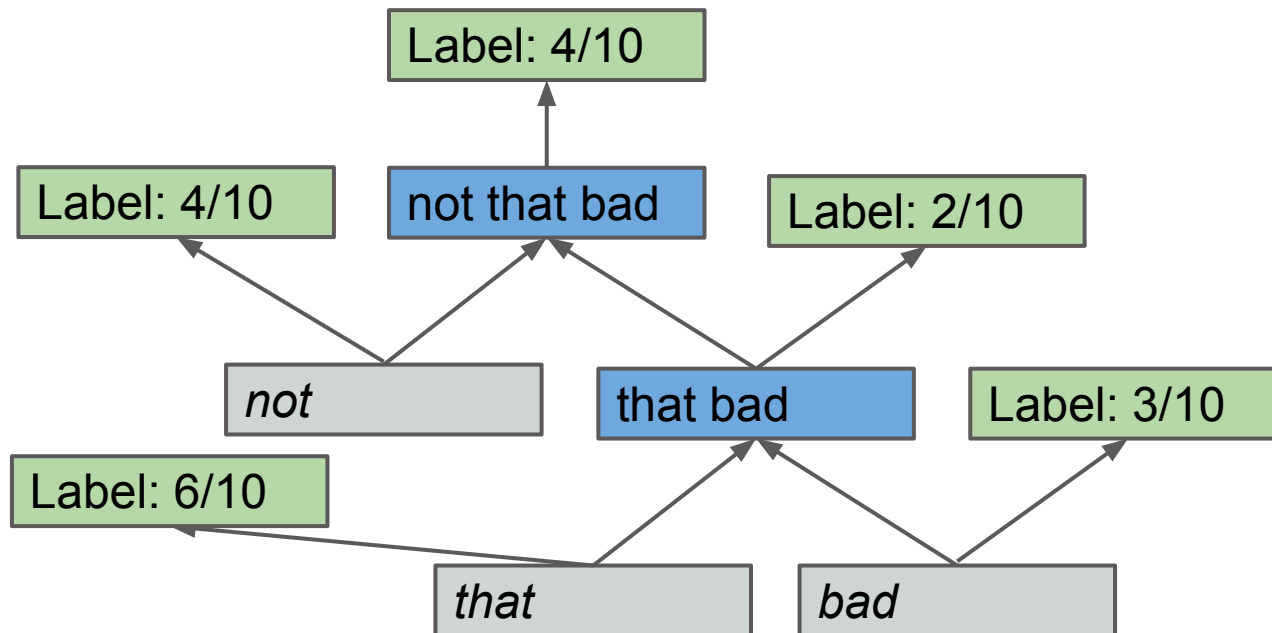 Label: 4/10
Label: 4/10
not that bad
Label: 2/10
not
that bad
Label: 3/10
Label: 6/10
that
bad